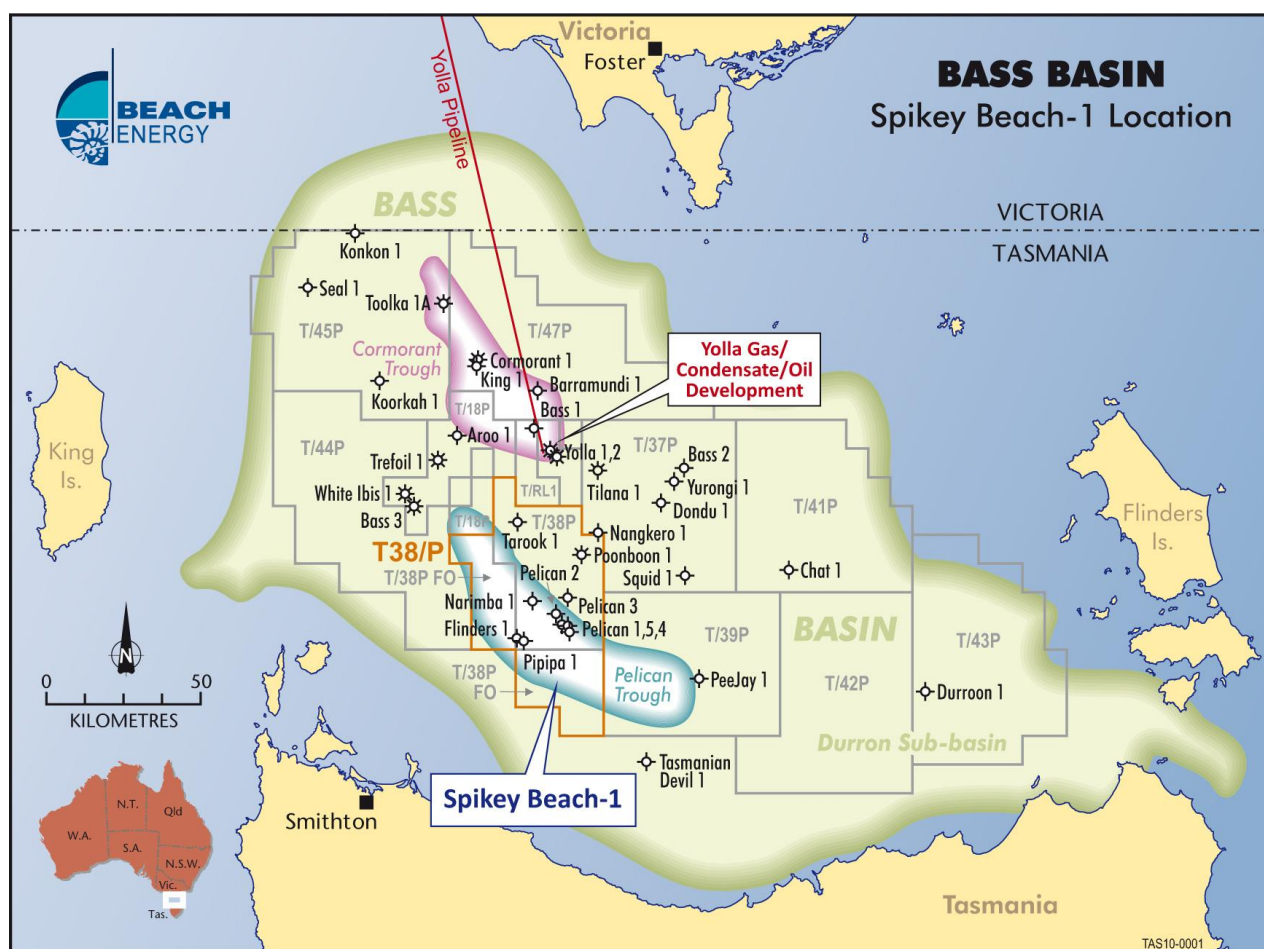 BEACH
ENERGY
BASS BASIN
Spikey Beach-1 Location
Victoria
Foster
Yolla Pipeline
BASS
VICTORIA
TASMANIA
Konkon 1
Seal 1
Toolka 1A
T/45P
T/47P
Cormorant
Trough
Cormorant 1
King 1
Yolla Gas/
Condensate/Oil
Development
Barramundi 1
Koorkah 1
T/18P
Bass 1
Aroo 1
T/44P
T/37P
King
Is.
Trefoil 1
Yolla 1,2
Bass 2
Tilana 1
Yurongi 1
White Ibis 1
T/RL1
Dondu 1
Bass 3
T/18P
T/38P
T/41P
Flinders
Is.
Tarook 1
Nangkero 1
T38/P
Poonboon 1
T/38P FO
Pelican 2
Squid 1
Chat 1
Narimba 1
Pelican 3
Flinders 1
Pelican 1,5,4
T/39P
BASIN
T/43P
Pipipa 1
T/38P
FO
Pelican
Trough
PeeJay 1
T/42P
Durroon 1
N
0 50
KILOMETRES
Durron Sub-basin
Tasmanian
Devil 1
Spikey Beach-1
Smithton
N.T.
Qld
W.A.
S.A.
N.S.W.
Vic.
Tas.
Tasmania
TAS10-0001